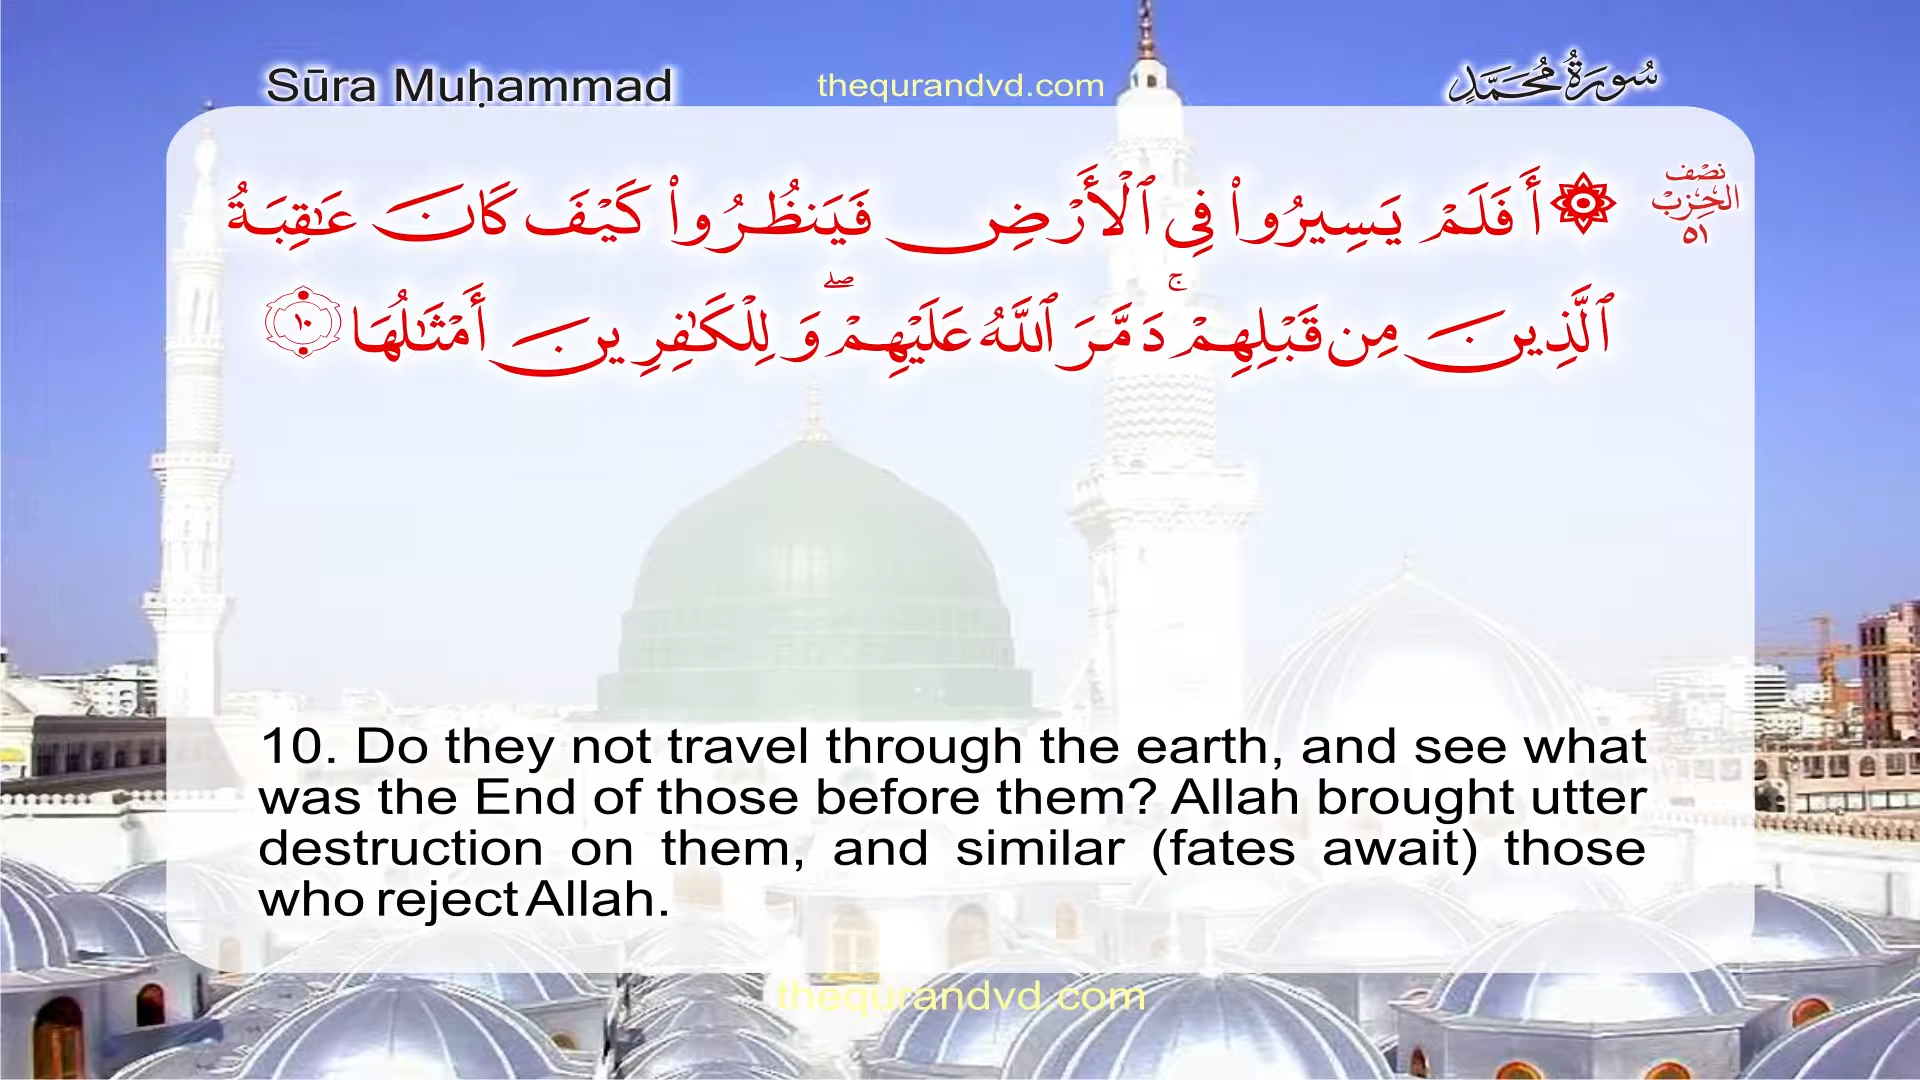 Sūra Muḥammad
thequrandvd.com
سُورَةُ مُحَمَّدٍ
نِصْف
الحِزْبْ
٥١
۞ أَفَلَمْ يَسِيرُوا۟ فِى ٱلْأَرْضِ فَيَنظُرُوا۟ كَيْفَ كَانَ عَـٰقِبَةُ
ٱلَّذِينَ مِن قَبْلِهِمْ ۚ دَمَّرَ ٱللَّهُ عَلَيْهِمْ ۖ وَلِلْكَـٰفِرِينَ أَمْثَـٰلُهَا ١٠
10. Do they not travel through the earth, and see what
was the End of those before them? Allah brought utter
destruction on them, and similar (fates await) those
who reject Allah.
thequrandvd.com